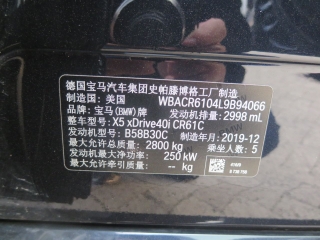 德国宝马汽车集团史帕滕博格工厂制造
制造国: 美国 WBACR6104L9B94066
品牌: 宝马(BMW)牌 发动机排量: 2998 mL
整车型号: X5 xDrive40i CR61C
发动机型号: B58B30C 制造年月: 2019-12
最大允许总质量: 2800 kg
发动机最大净功率: 250 kW 乘坐人数: 5
最大允许牵引质量: -- kg